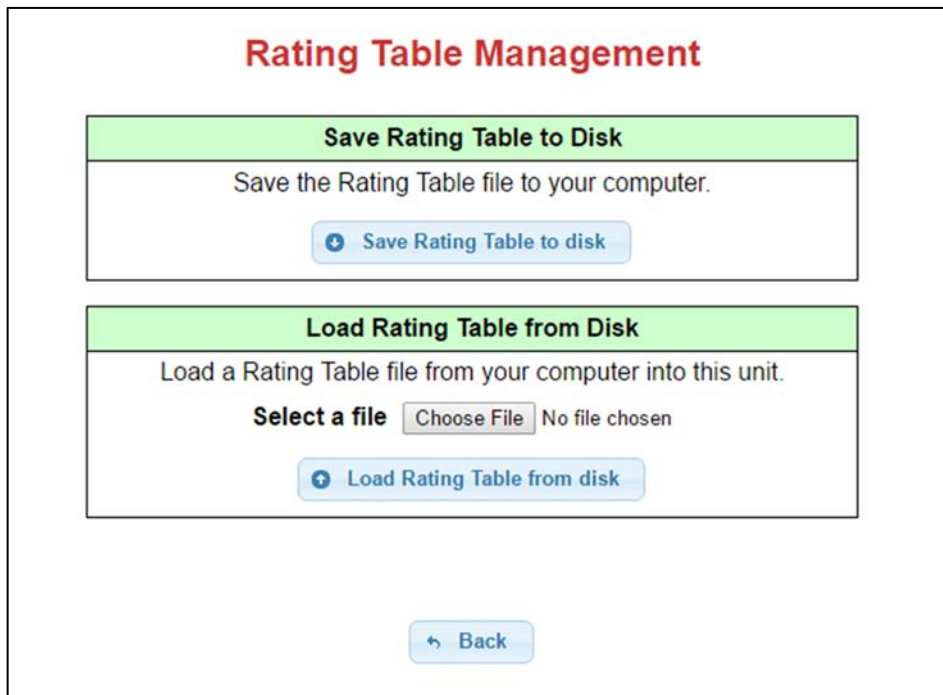 Rating Table Management
Save Rating Table to Disk
Save the Rating Table file to your computer.
Save Rating Table to disk
Load Rating Table from Disk
Load a Rating Table file from your computer into this unit.
Select a file Choose File No file chosen
Load Rating Table from disk
Back